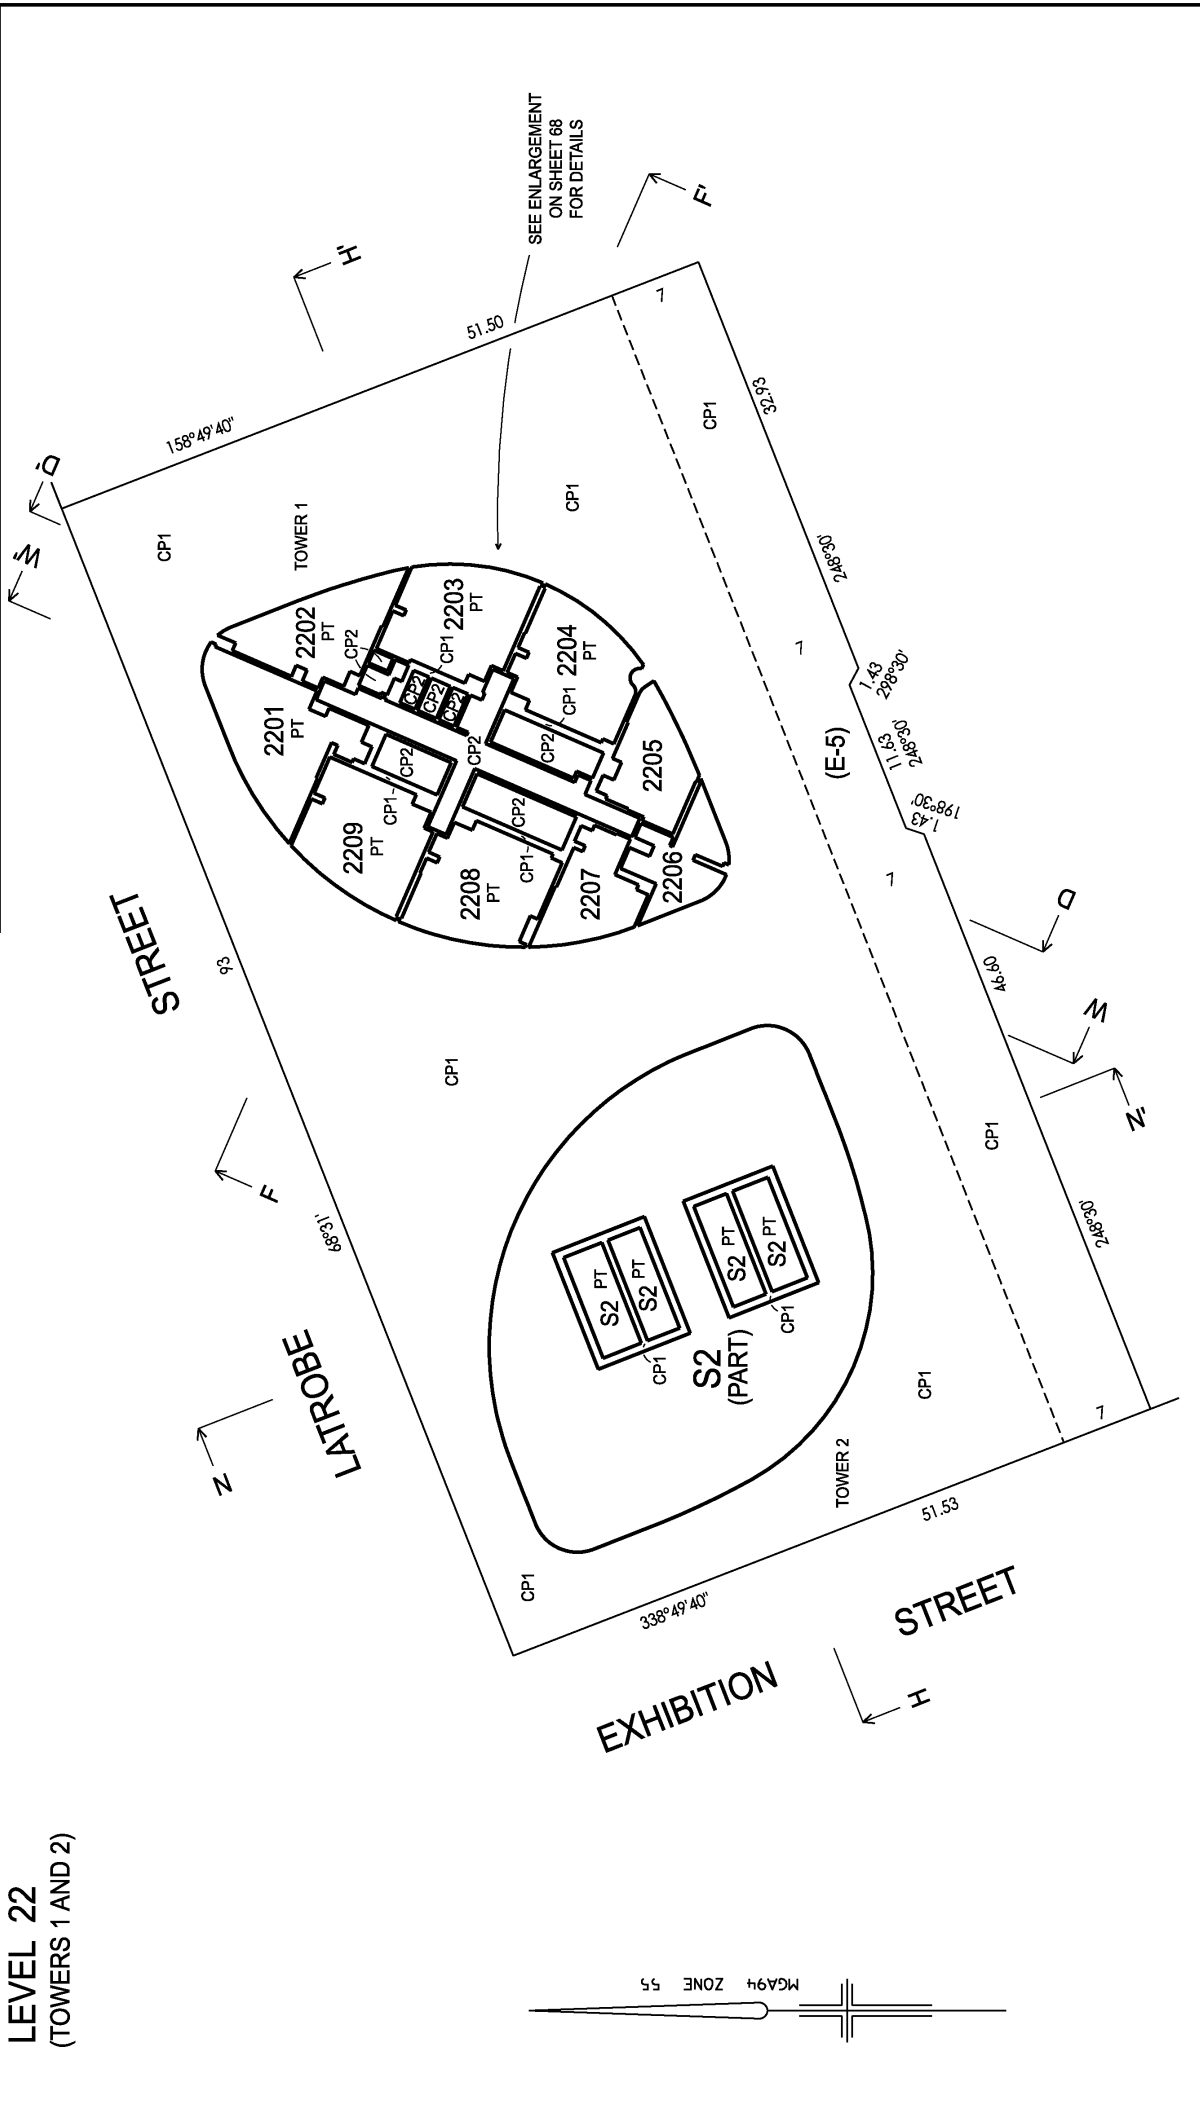 LEVEL 22
(TOWERS 1 AND 2)
SEE ENLARGEMENT
ON SHEET 68
FOR DETAILS
H'
F'
D'
W'
158°49'40"
51.50
7
CP1
32.93
CP1
TOWER 1
CP1
248°30'
7
1.43
298°30'
11.63
248°30'
(E-5)
1.43
198°30'
7
2202
PT
CP2
2203
PT
CP1
CP2
CP2
CP2
2204
PT
CP1
CP2
2201
PT
CP2
CP2
CP1
2205
2209
PT
CP2
CP1
2206
2208
PT
2207
STREET
93
D
46.60
W
N'
CP1
CP1
F
68°31'
248°30'
S2
PT
S2
PT
CP1
S2
PT
S2
PT
CP1
S2
(PART)
LATROBE
N
CP1
7
TOWER 2
51.53
CP1
338°49'40"
STREET
EXHIBITION
H
MGA94 ZONE 55